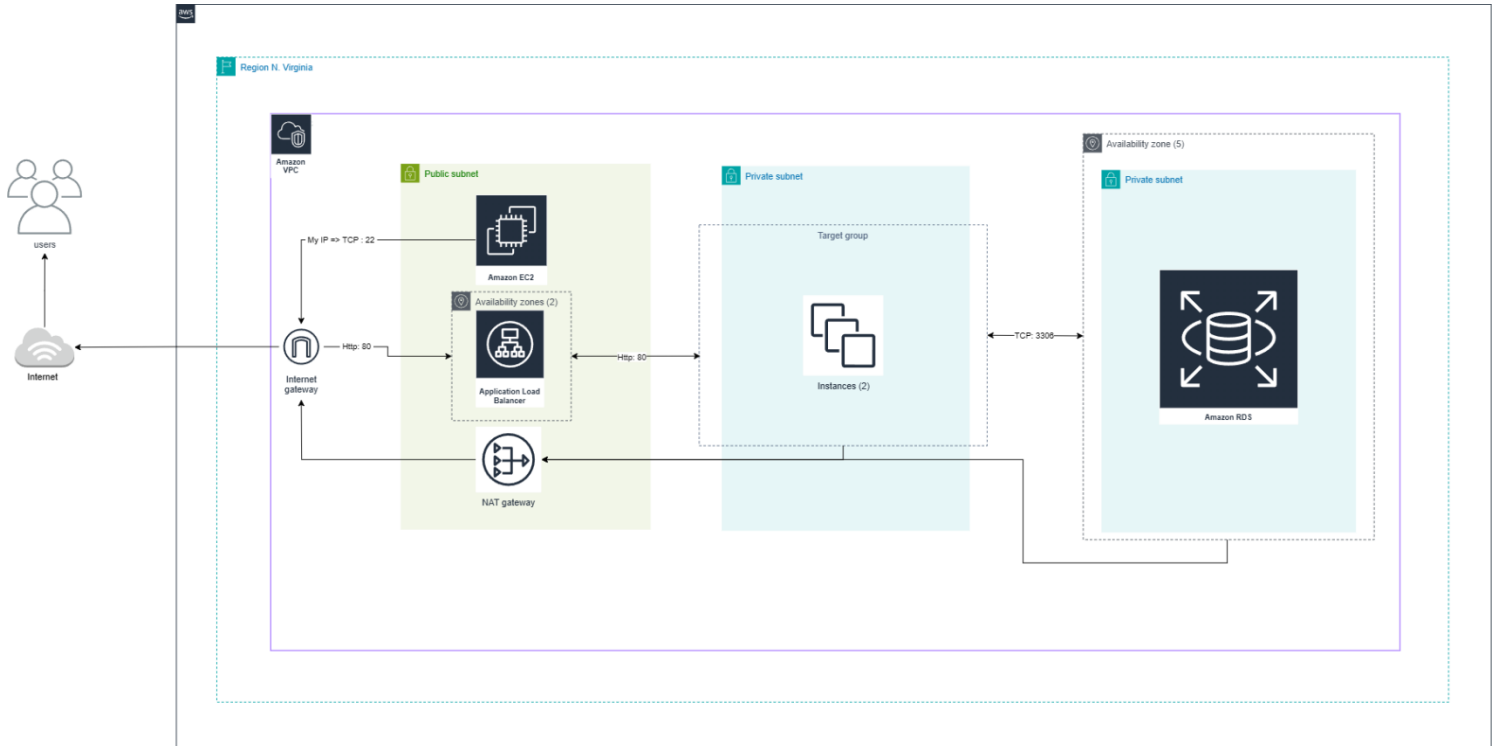 aws
Region N. Virginia
Amazon
VPC
Public subnet
Private subnet
Availability zone (5)
Private subnet
My IP => TCP : 22
Amazon EC2
Target group
users
Availability zones (2)
Internet
Internet
gateway
Http: 80
Application Load
Balancer
Http: 80
Instances (2)
TCP: 3306
Amazon RDS
NAT gateway